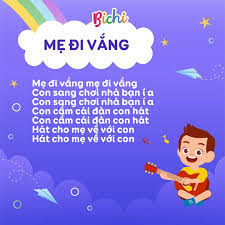 Bichi
MẸ ĐI VẮNG
Mẹ đi vắng mẹ đi vắng
Con sang chơi nhà bạn í a
Con sang chơi nhà bạn í a
Con cầm cái đàn con hát
Con cầm cái đàn con hát
Hát cho mẹ về với con
Hát cho mẹ về với con